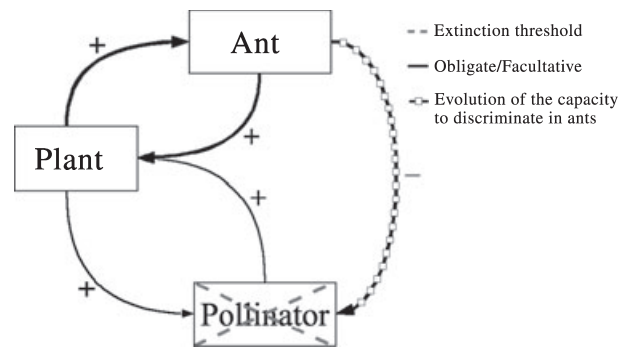 Ant
Plant
Pollinator
+
+
+
+
−
Extinction threshold
Obligate/Facultative
Evolution of the capacity
to discriminate in ants